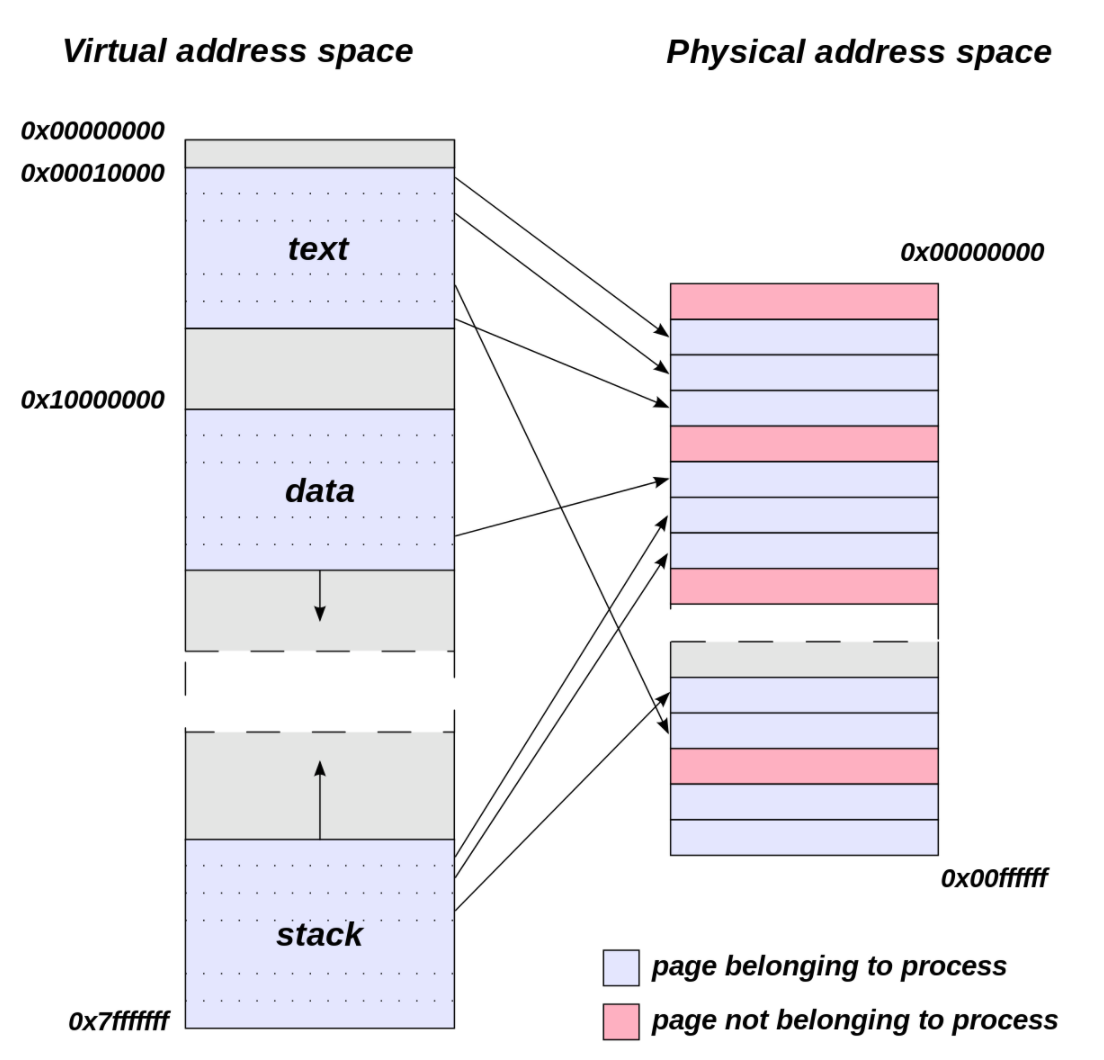 Virtual address space
Physical address space
0x00000000
0x00010000
text
0x00000000
0x10000000
data
0x00ffffff
stack
page belonging to process
0x7fffffff
page not belonging to process